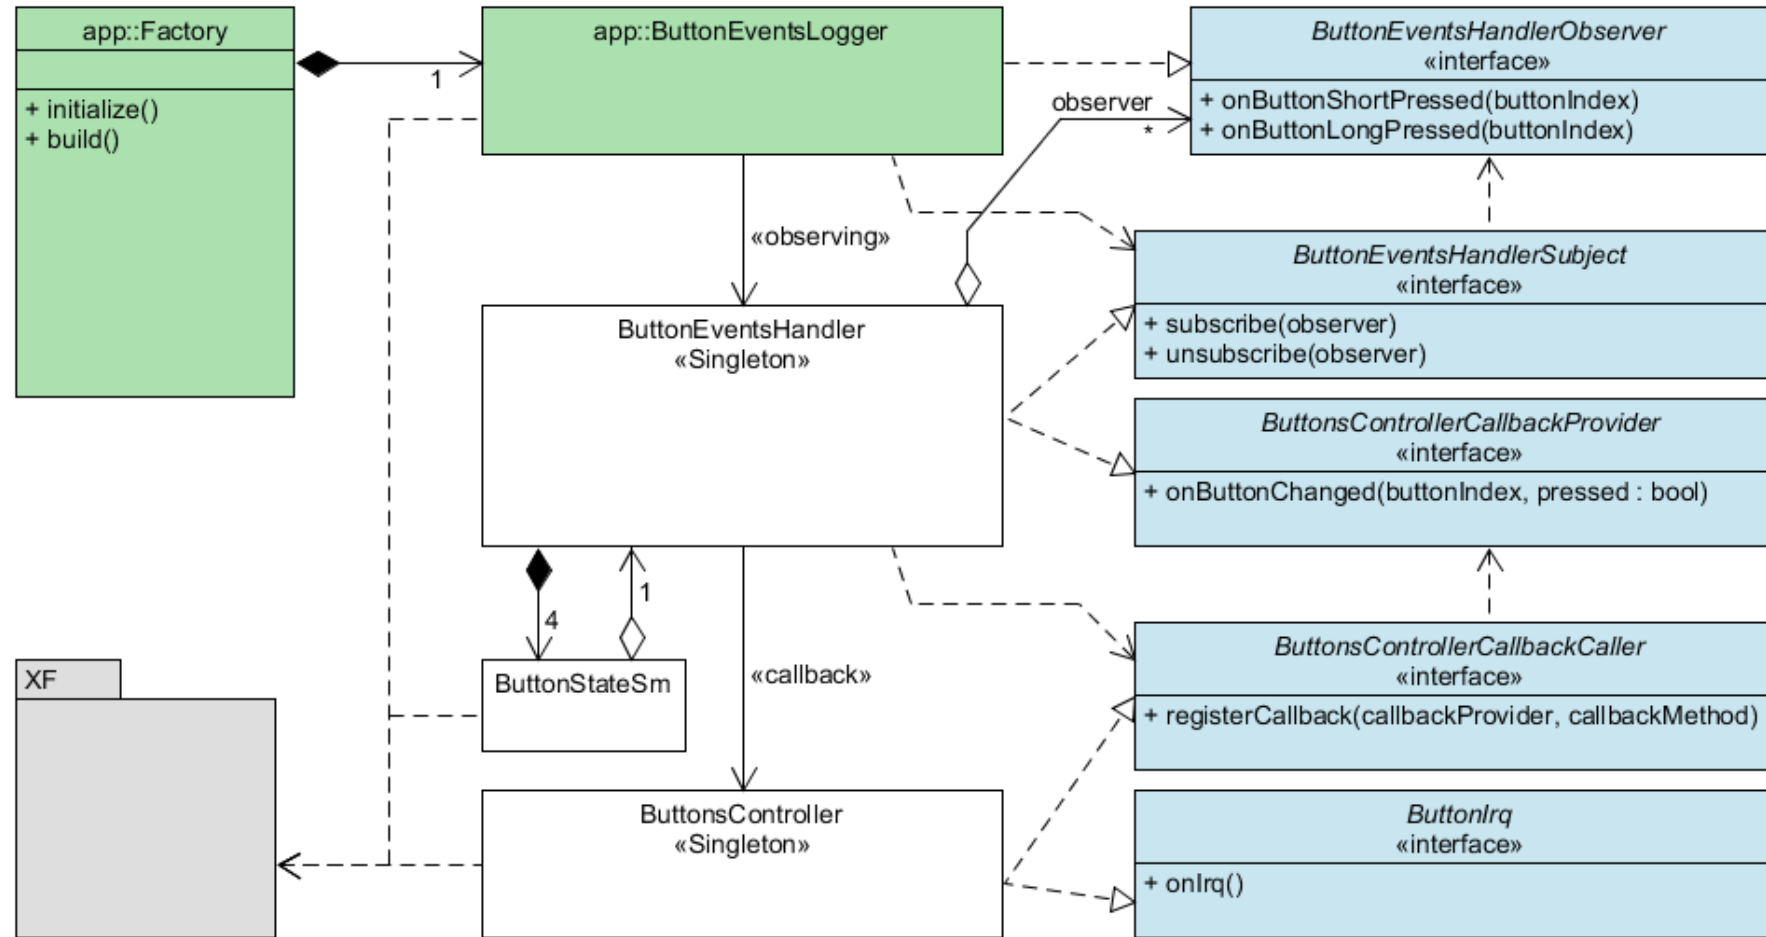 app::Factory
+ initialize()
+ build()
1
app::ButtonEventsLogger
ButtonEventsHandlerObserver
«interface»
+ onButtonShortPressed(buttonIndex)
+ onButtonLongPressed(buttonIndex)
observer
*
«observing»
ButtonEventsHandlerSubject
«interface»
+ subscribe(observer)
+ unsubscribe(observer)
ButtonEventsHandler
«Singleton»
ButtonsControllerCallbackProvider
«interface»
+ onButtonChanged(buttonIndex, pressed : bool)
4
1
ButtonStateSm
«callback»
ButtonsControllerCallbackCaller
«interface»
+ registerCallback(callbackProvider, callbackMethod)
XF
ButtonsController
«Singleton»
ButtonIrq
«interface»
+ onIrq()